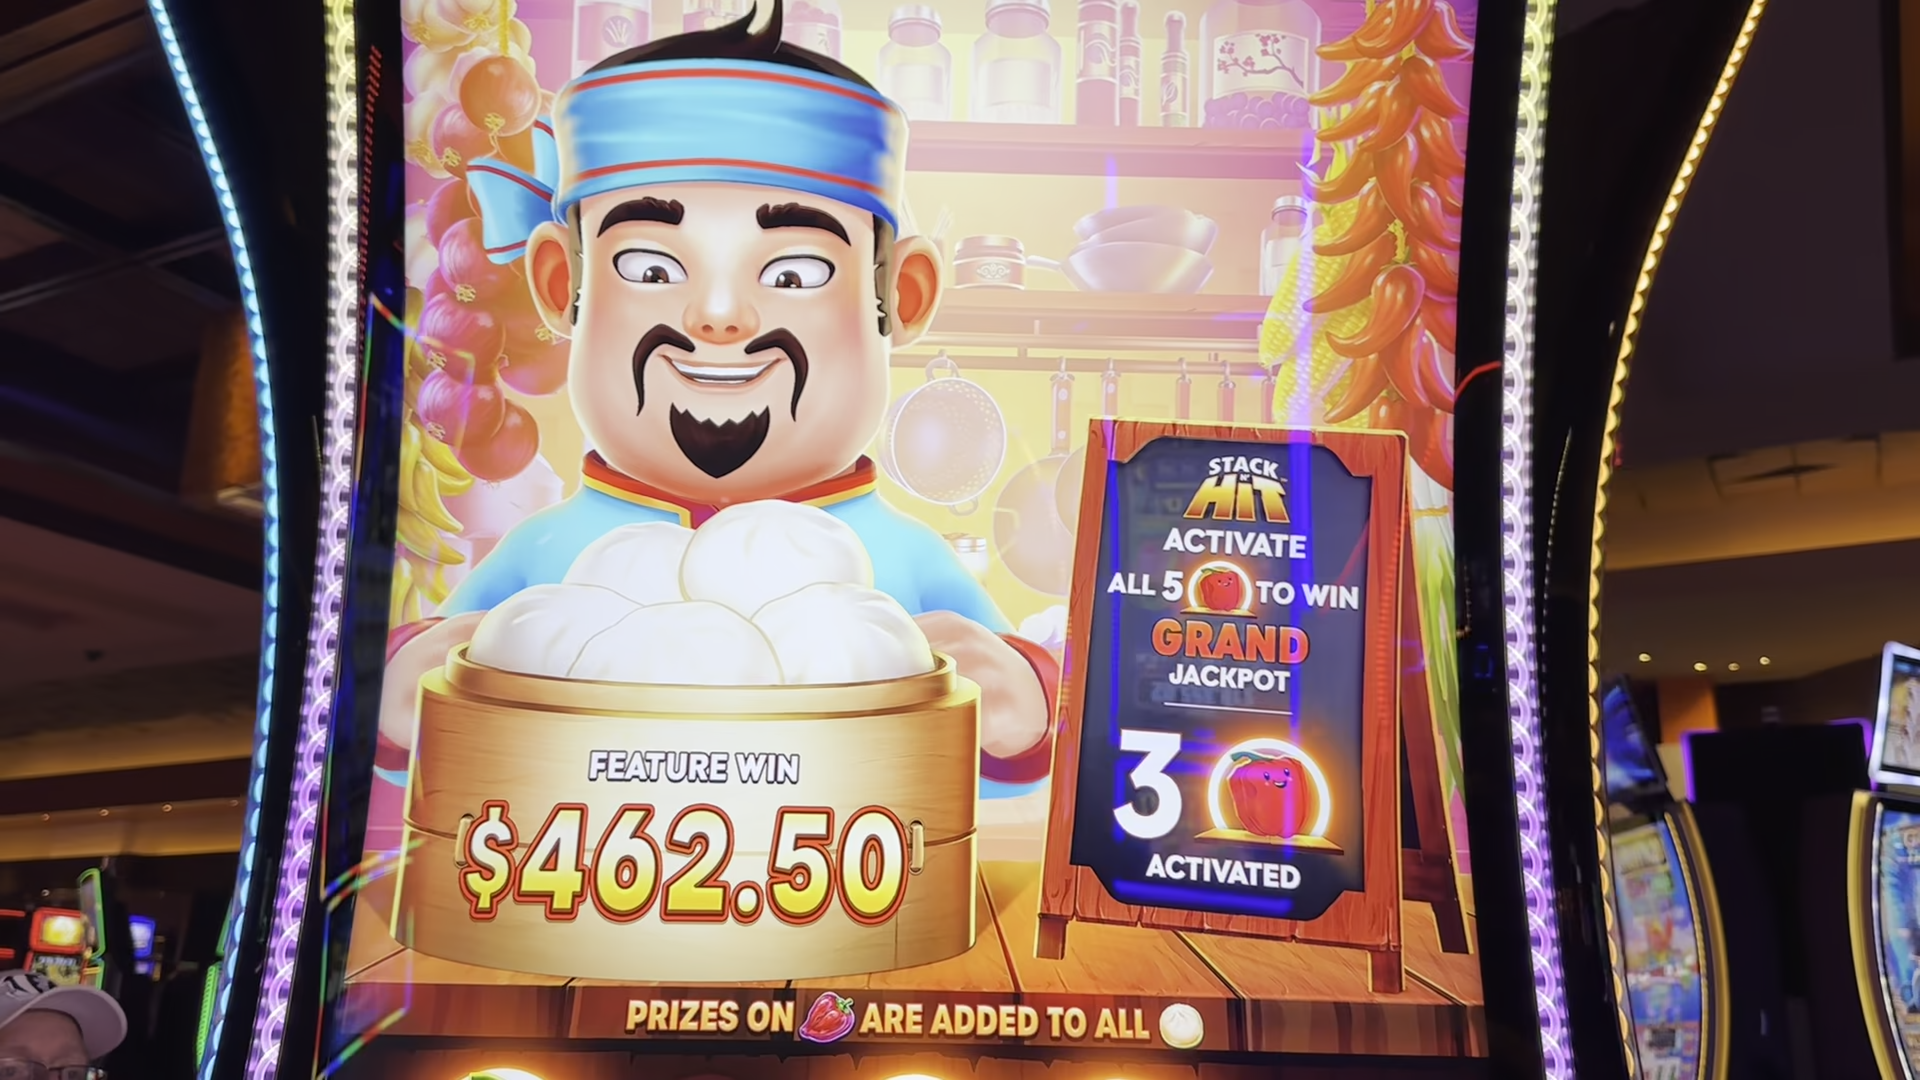 STACK
N'
HIT
ACTIVATE
ALL 5 TO WIN
GRAND
JACKPOT
3
ACTIVATED
FEATURE WIN
$462.50
PRIZES ON ARE ADDED TO ALL